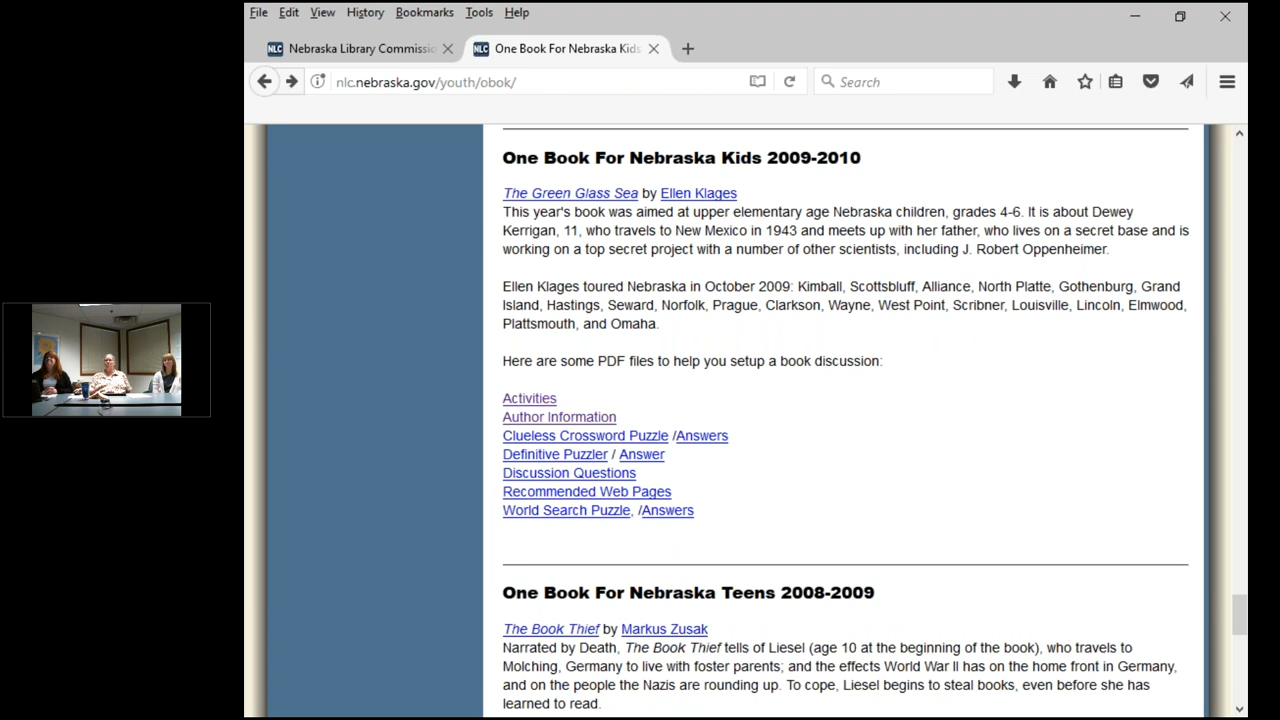 File Edit View History Bookmarks Tools Help
NLC Nebraska Library Commissio NLC One Book For Nebraska Kids
nlc.nebraska.gov/youth/obok/ Search
One Book For Nebraska Kids 2009-2010
The Green Glass Sea by Ellen Klages
This year's book was aimed at upper elementary age Nebraska children, grades 4-6. It is about Dewey
Kerrigan, 11, who travels to New Mexico in 1943 and meets up with her father, who lives on a secret base and is
working on a top secret project with a number of other scientists, including J. Robert Oppenheimer.
Ellen Klages toured Nebraska in October 2009: Kimball, Scottsbluff, Alliance, North Platte, Gothenburg, Grand
Island, Hastings, Seward, Norfolk, Prague, Clarkson, Wayne, West Point, Scribner, Louisville, Lincoln, Elmwood,
Plattsmouth, and Omaha.
Here are some PDF files to help you setup a book discussion:
Activities
Author Information
Clueless Crossword Puzzle /Answers
Definitive Puzzler / Answer
Discussion Questions
Recommended Web Pages
World Search Puzzle, /Answers
One Book For Nebraska Teens 2008-2009
The Book Thief by Markus Zusak
Narrated by Death, The Book Thief tells of Liesel (age 10 at the beginning of the book), who travels to
Molching, Germany to live with foster parents; and the effects World War II has on the home front in Germany,
and on the people the Nazis are rounding up. To cope, Liesel begins to steal books, even before she has
learned to read.